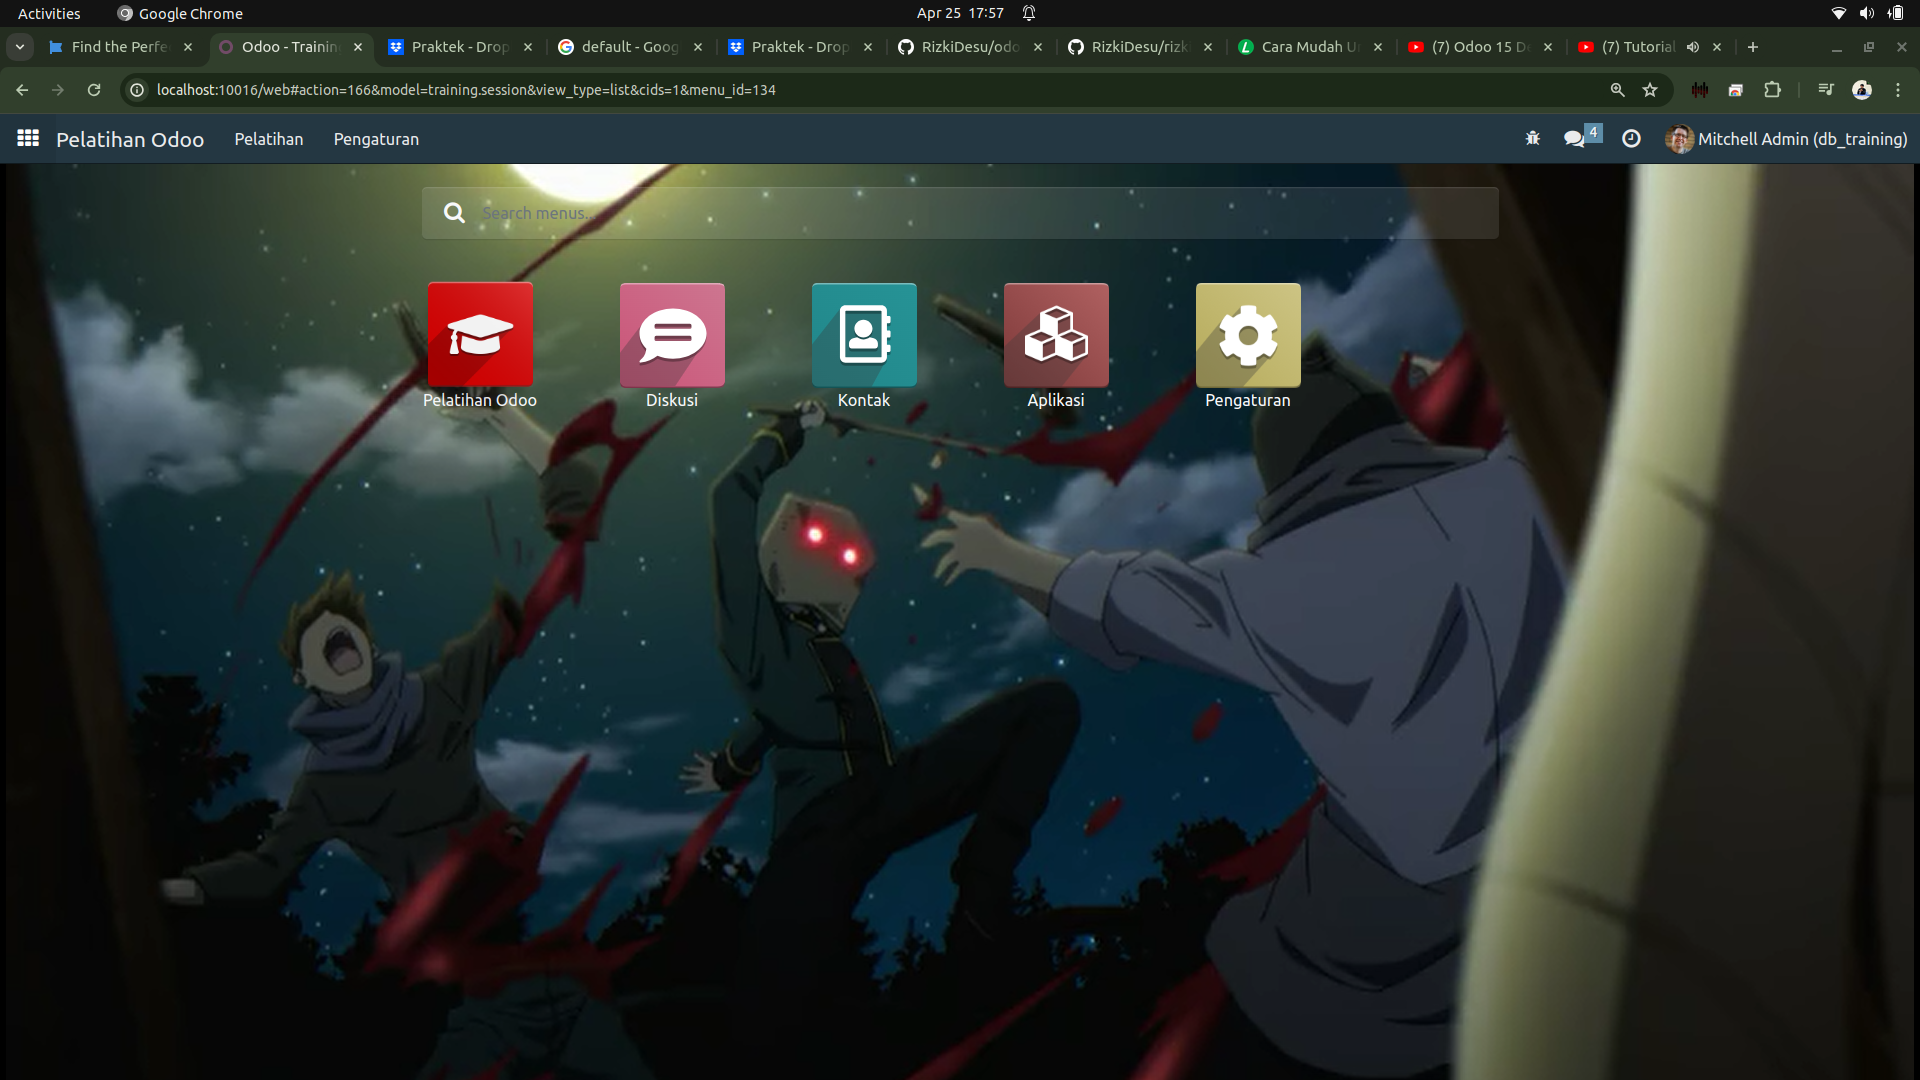 Activities Google Chrome Apr 25 17:57
Find the Perfe Odoo - Trainin Praktek - Drop default - Goog Praktek - Drop RizkiDesu/odo RizkiDesu/rizk Cara Mudah U (7) Odoo 15 De (7) Tutorial
localhost:10016/web#action=166&model=training.session&view_type=list&cids=1&menu_id=134
Pelatihan Odoo Pelatihan Pengaturan 4 Mitchell Admin (db_training)
Search menus...
Pelatihan Odoo Diskusi Kontak Aplikasi Pengaturan